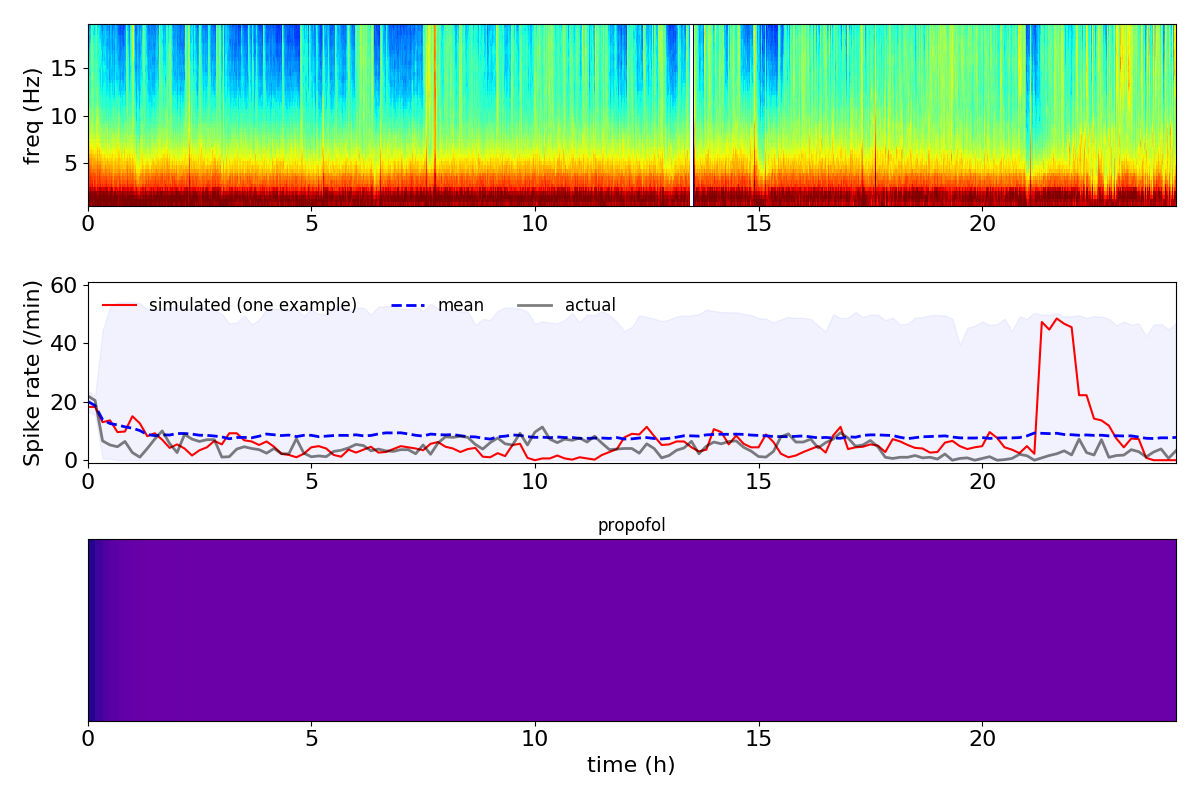 freq (Hz)
15
10
5
0 5 10 15 20
Spike rate (/min)
60
40
20
0
simulated (one example) mean actual
0 5 10 15 20
propofol
0 5 10 15 20
time (h)